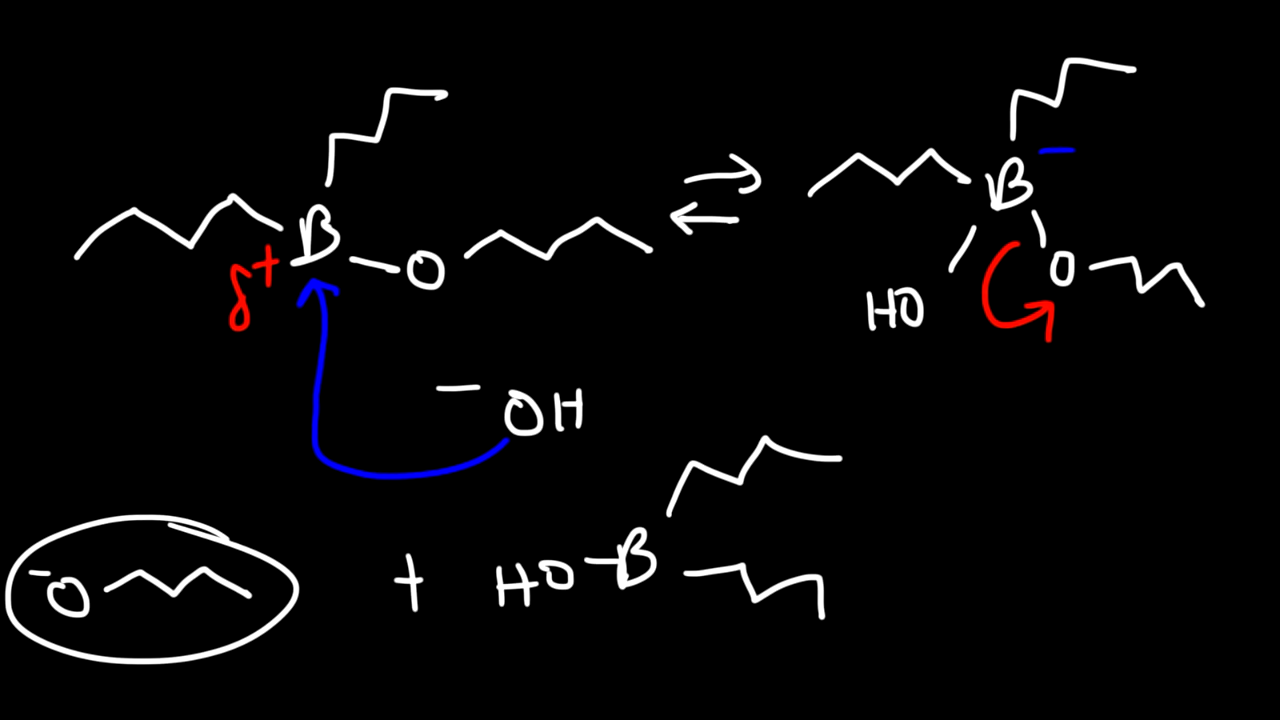 B — O ⇌ B −
δ+ HO O
− OH
−O + HO − B